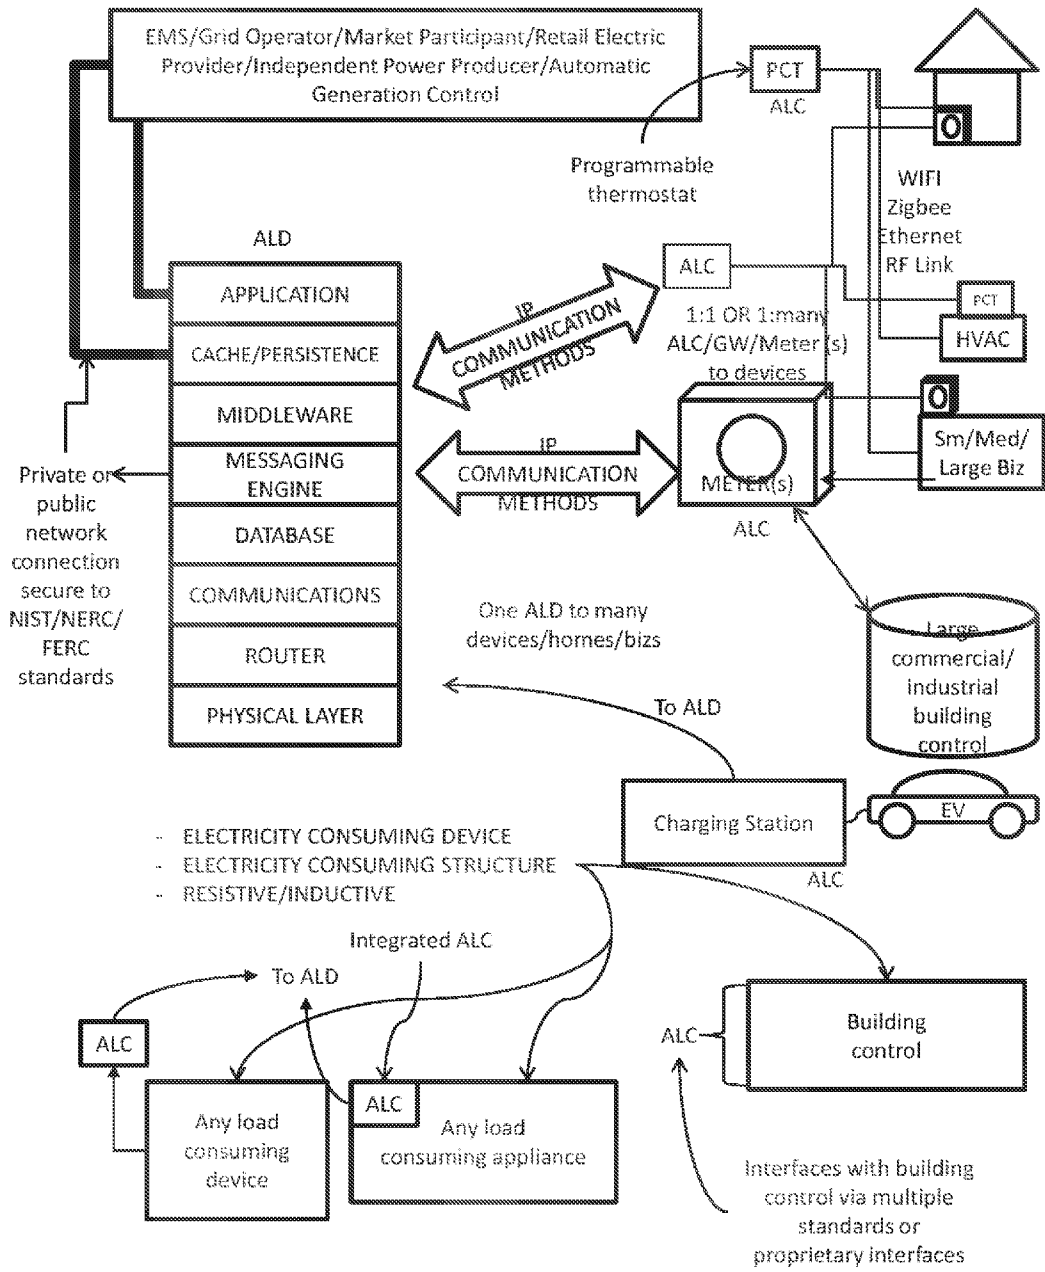 EMS/Grid Operator/Market Participant/Retail Electric
Provider/Independent Power Producer/Automatic
Generation Control
PCT
ALC
Programmable
thermostat
WIFI
Zigbee
Ethernet
RF Link
ALD
APPLICATION
CACHE/PERSISTENCE
MIDDLEWARE
MESSAGING
ENGINE
DATABASE
COMMUNICATIONS
ROUTER
PHYSICAL LAYER
IP
COMMUNICATION
METHODS
ALC
1:1 OR 1:many
ALC/GW/Meter(s)
to devices
PCT
HVAC
IP
COMMUNICATION
METHODS
METER(s)
ALC
Sm/Med/
Large Biz
Private or
public
network
connection
secure to
NIST/NERC/
FERC
standards
One ALD to many
devices/homes/bizs
Large
commercial/
industrial
building
control
To ALD
Charging Station
ALC
EV
- ELECTRICITY CONSUMING DEVICE
- ELECTRICITY CONSUMING STRUCTURE
- RESISTIVE/INDUCTIVE
Integrated ALC
To ALD
ALC
Any load
consuming
device
ALC
Any load
consuming appliance
ALC
Building
control
Interfaces with building
control via multiple
standards or
proprietary interfaces